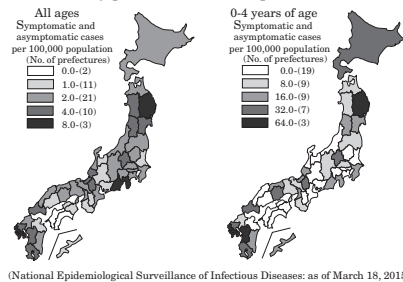 All ages
Symptomatic and
asymptomatic cases
per 100,000 population
(No. of prefectures)
0.0-(2)
1.0-(11)
2.0-(21)
4.0-(10)
8.0-(3)
0-4 years of age
Symptomatic and
asymptomatic cases
per 100,000 population
(No. of prefectures)
0.0-(19)
8.0-(9)
16.0-(9)
32.0-(7)
64.0-(3)
(National Epidemiological Surveillance of Infectious Diseases: as of March 18, 2015